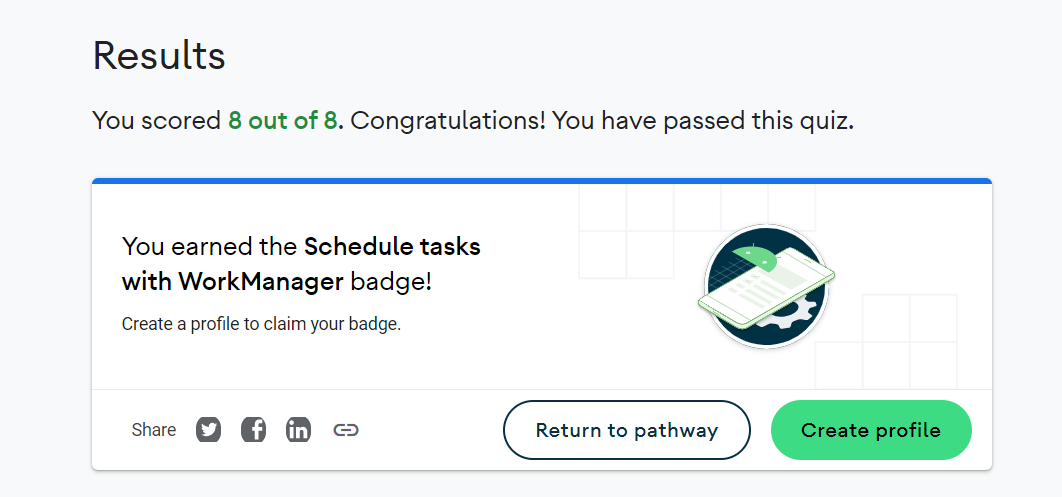 Results
You scored 8 out of 8. Congratulations! You have passed this quiz.
You earned the Schedule tasks
with WorkManager badge!
Create a profile to claim your badge.
Share
Return to pathway
Create profile